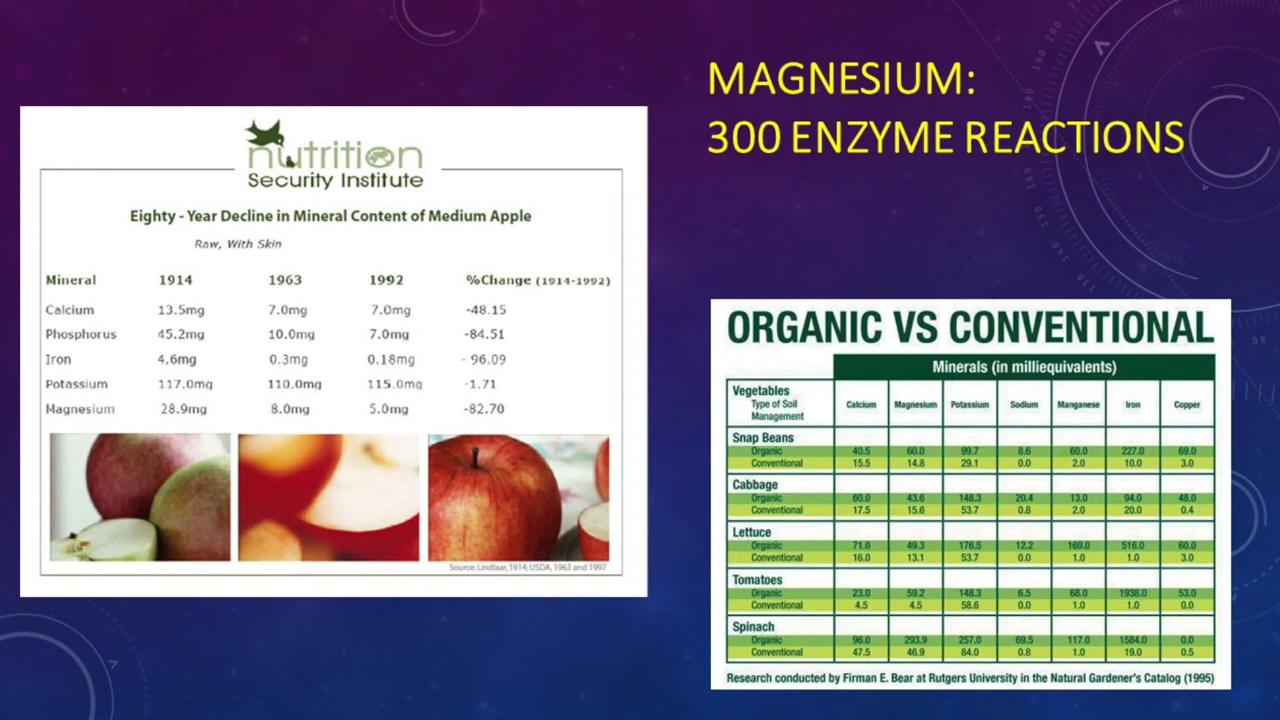 MAGNESIUM:
300 ENZYME REACTIONS
nutrition
Security Institute
Eighty - Year Decline in Mineral Content of Medium Apple
Raw, With Skin
Mineral 1914 1963 1992 %Change (1914-1992)
Calcium 13.5mg 7.0mg 7.0mg -48.15
Phosphorus 45.2mg 10.0mg 7.0mg -84.51
Iron 4.6mg 0.3mg 0.18mg - 96.09
Potassium 117.0mg 110.0mg 115.0mg -1.71
Magnesium 28.9mg 8.0mg 5.0mg -82.70
Source: Lindlaar, 1914; USDA, 1963 and 1997
ORGANIC VS CONVENTIONAL
Minerals (in milliequivalents)
Vegetables
Type of Soil
Management
Calcium Magnesium Potassium Sodium Manganese Iron Copper
Snap Beans
Organic 40.5 60.0 99.7 8.6 60.0 227.0 69.0
Conventional 15.5 14.8 29.1 0.0 2.0 10.0 3.0
Cabbage
Organic 60.0 43.6 148.3 20.4 13.0 94.0 48.0
Conventional 17.5 15.6 53.7 0.8 2.0 20.0 0.4
Lettuce
Organic 71.0 49.3 176.5 12.2 169.0 516.0 60.0
Conventional 16.0 13.1 53.7 0.0 1.0 1.0 3.0
Tomatoes
Organic 23.0 59.2 148.3 6.5 68.0 1938.0 53.0
Conventional 4.5 4.5 58.6 0.0 1.0 1.0 0.0
Spinach
Organic 96.0 293.9 257.0 69.5 117.0 1584.0 0.0
Conventional 47.5 46.9 84.0 0.8 1.0 19.0 0.5
Research conducted by Firman E. Bear at Rutgers University in the Natural Gardener's Catalog (1995)